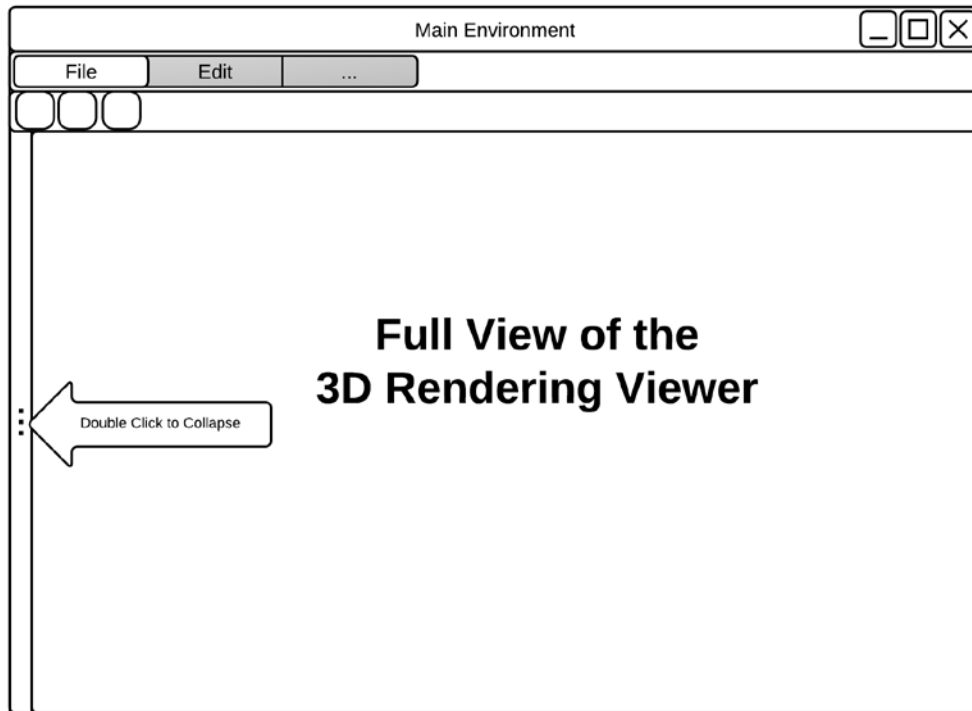 Main Environment
File Edit ...
Full View of the
3D Rendering Viewer
Double Click to Collapse